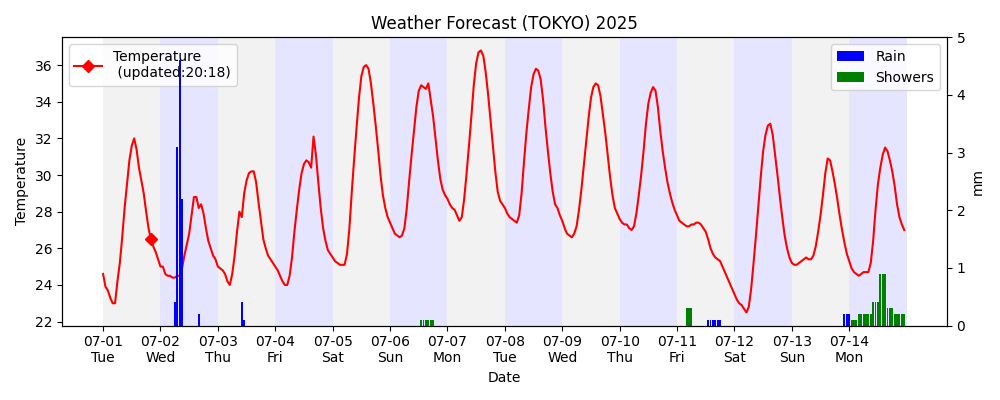 Weather Forecast (TOKYO) 2025
Temperature
(updated:20:18)
Rain
Showers
Temperature
36
34
32
30
28
26
24
22
5
4
3
2
1
0
mm
07-01 07-02 07-03 07-04 07-05 07-06 07-07 07-08 07-09 07-10 07-11 07-12 07-13 07-14
Tue Wed Thu Fri Sat Sun Mon Tue Wed Thu Fri Sat Sun Mon
Date